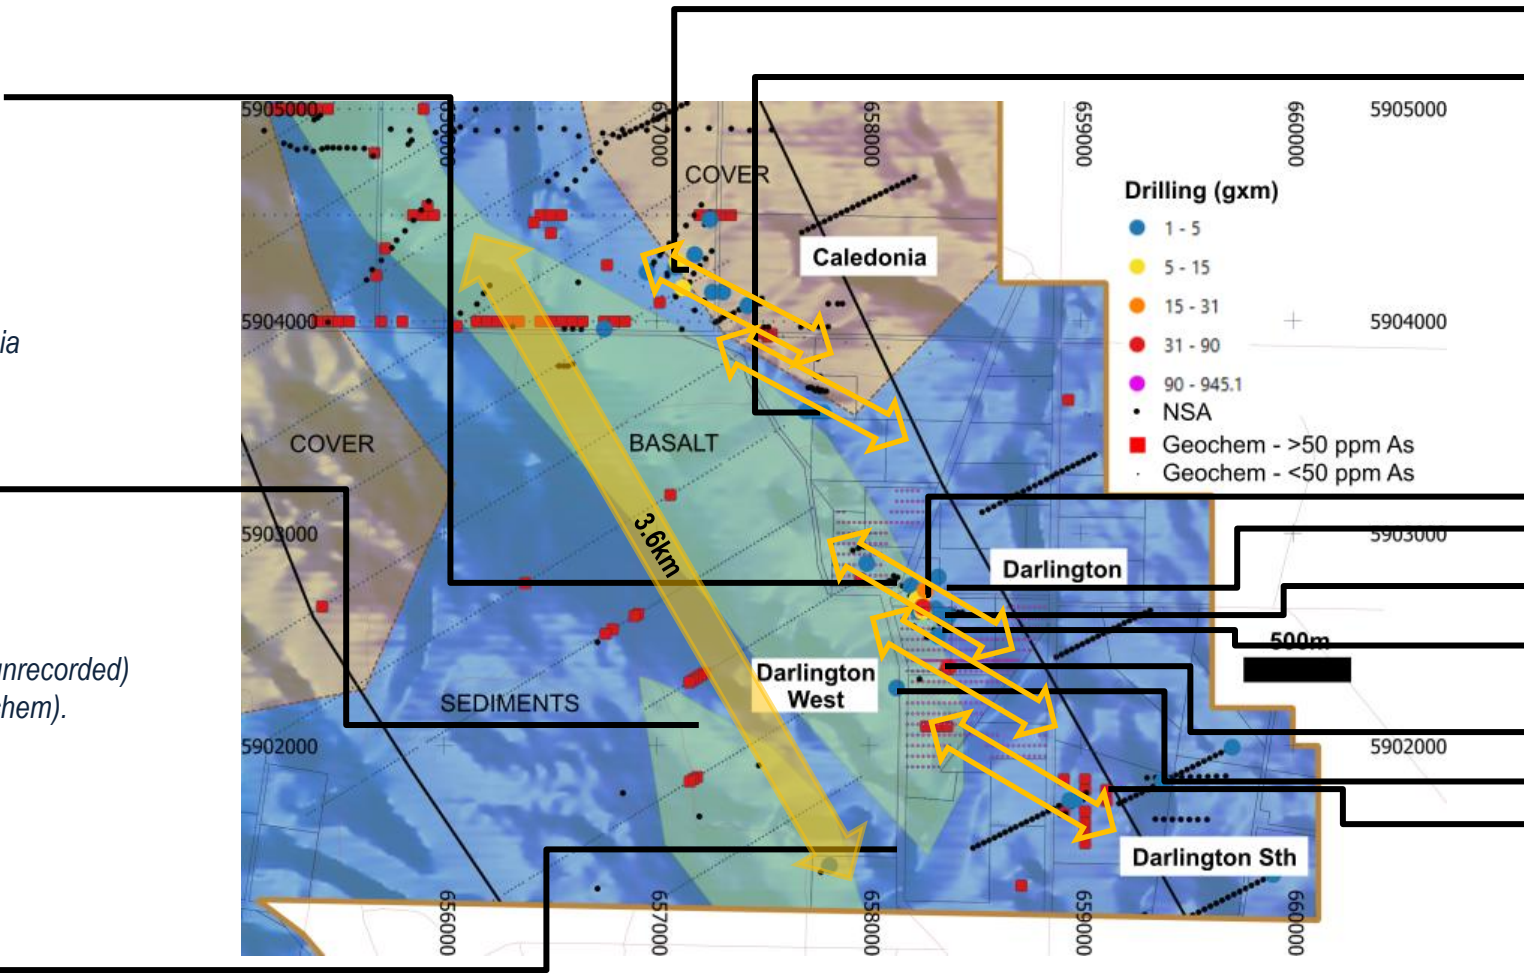 5905000
656000
657000
658000
659000
660000
5905000
COVER
Drilling (gxm)
1 - 5
Caledonia
5 - 15
15 - 31
5904000
5904000
ia
31 - 90
90 - 945.1
NSA
COVER
BASALT
Geochem - >50 ppm As
Geochem - <50 ppm As
3.6km
5903000
5903000
Darlington
500m
unrecorded)
Darlington
West
SEDIMENTS
hem).
5902000
5902000
Darlington Sth
656000
657000
658000
659000
660000